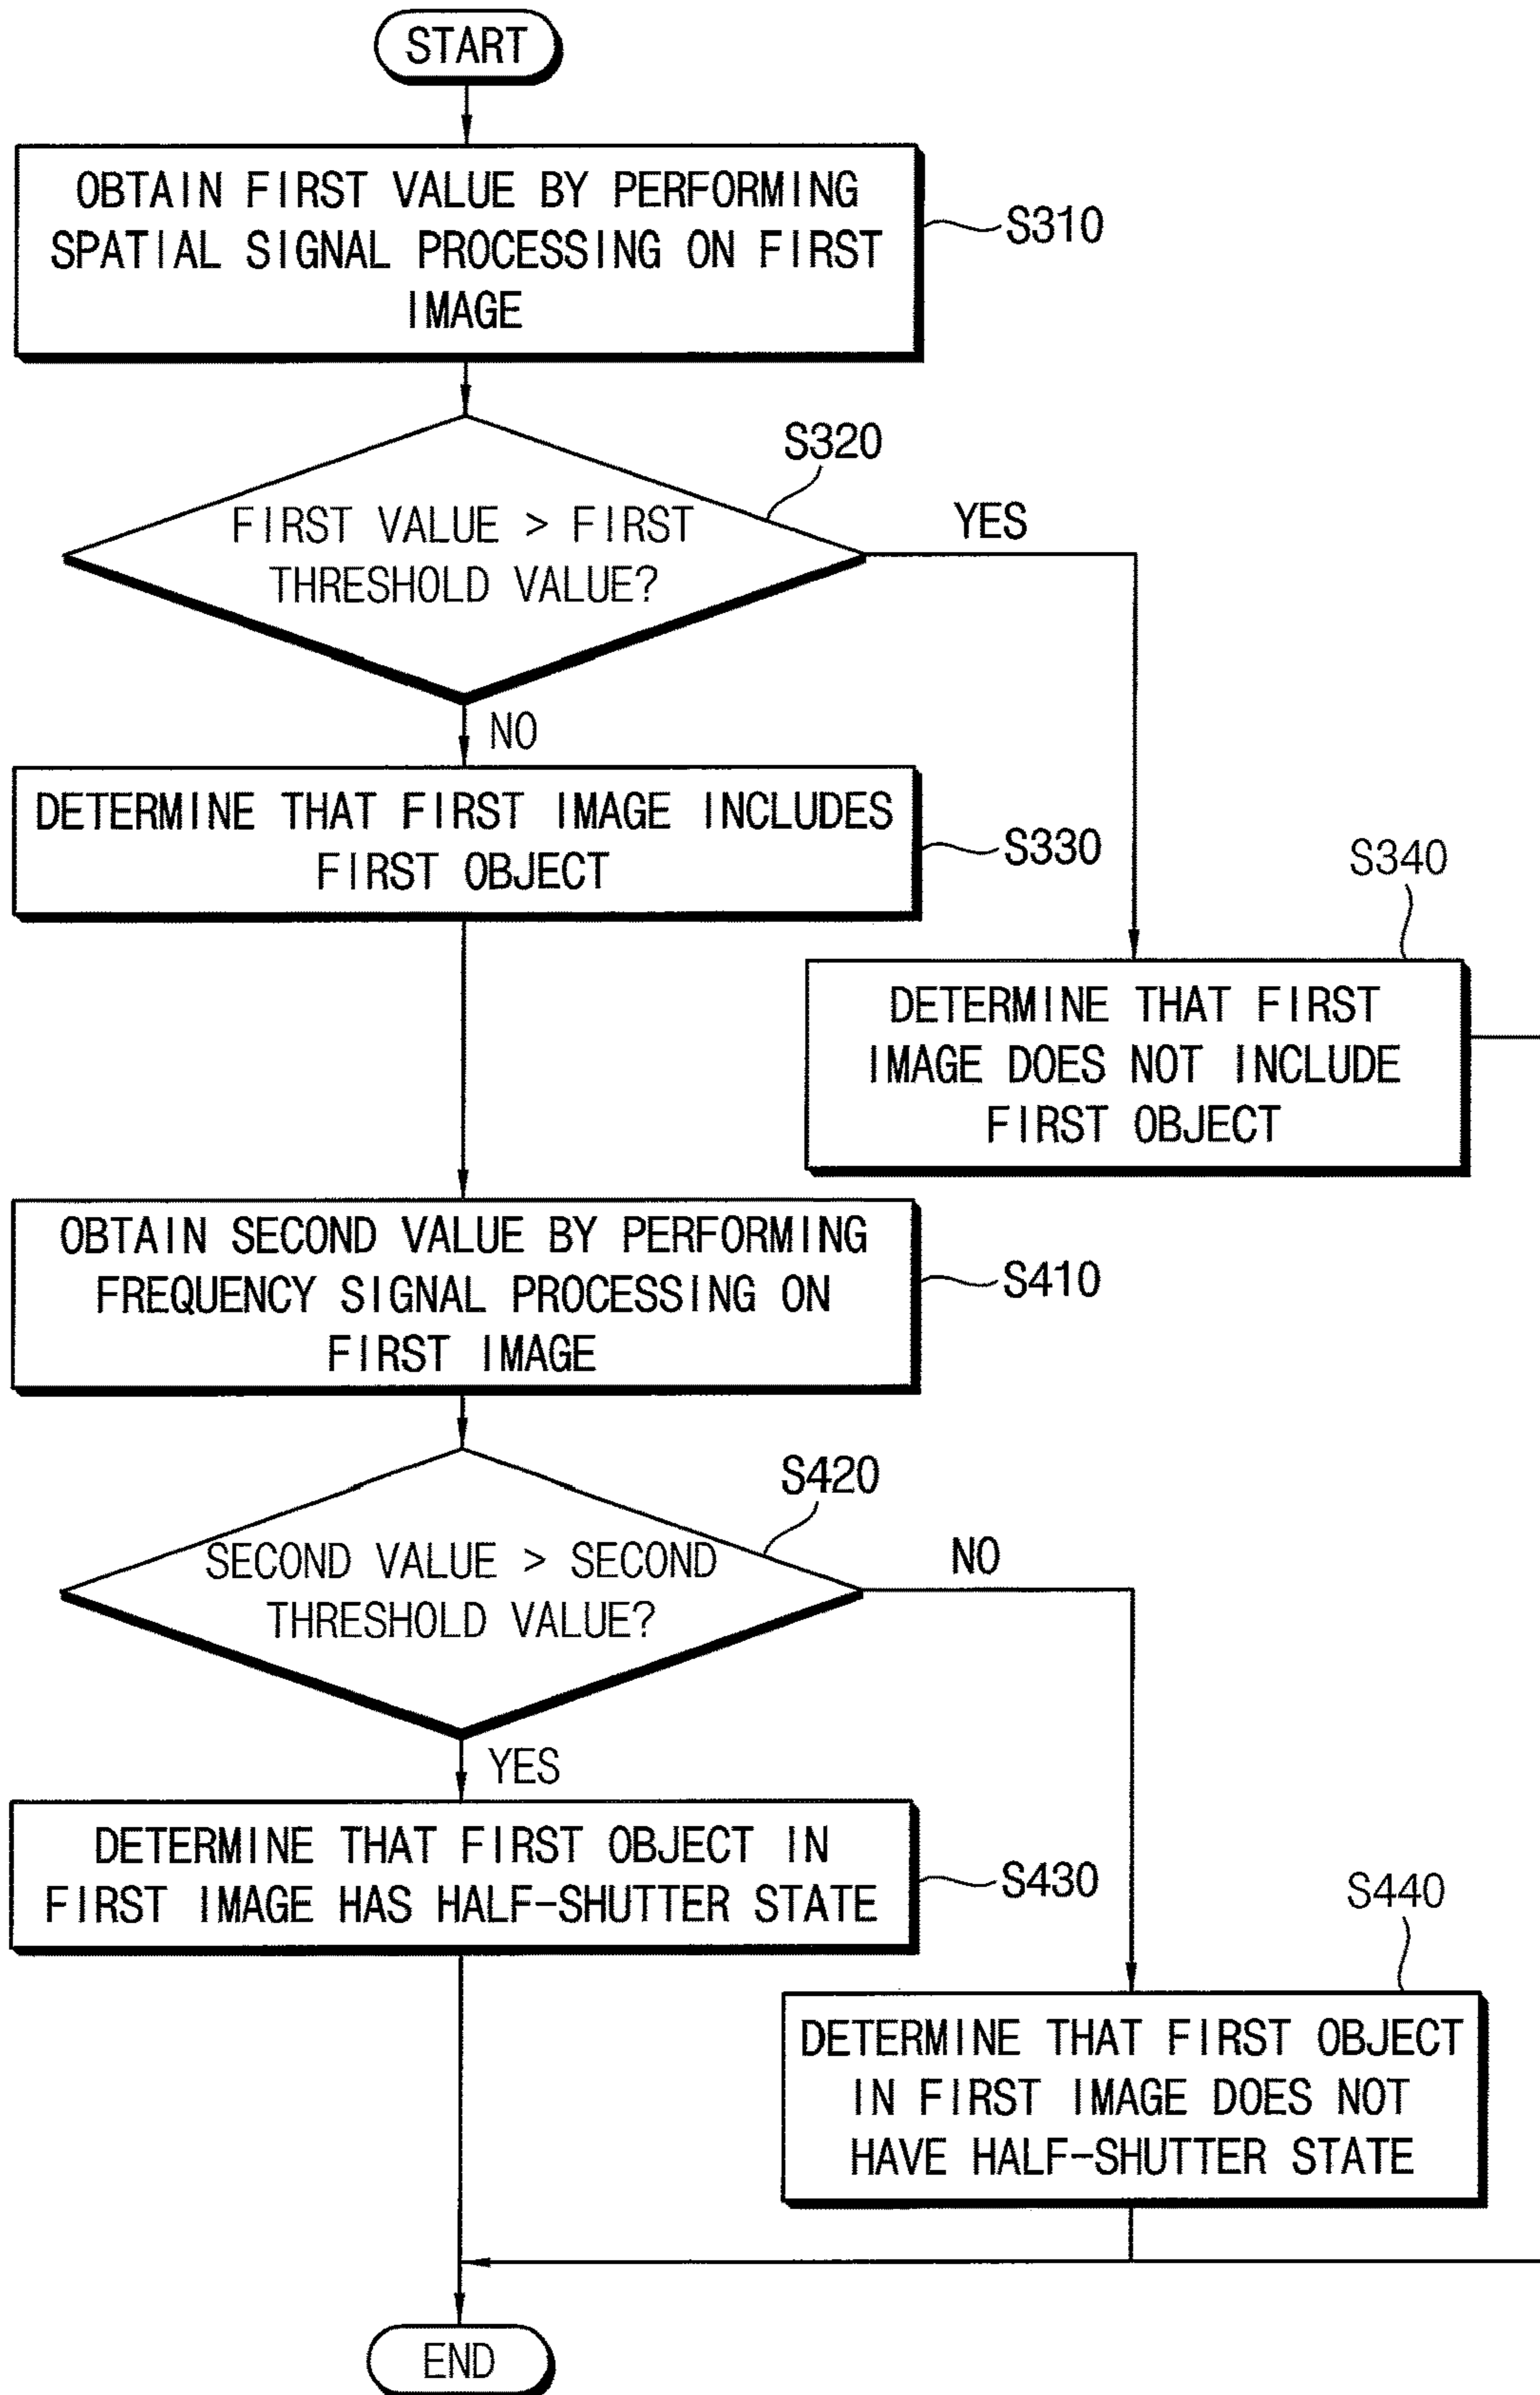 START
OBTAIN FIRST VALUE BY PERFORMING
SPATIAL SIGNAL PROCESSING ON FIRST
IMAGE
S310
S320
FIRST VALUE > FIRST
THRESHOLD VALUE?
YES
NO
DETERMINE THAT FIRST IMAGE INCLUDES
FIRST OBJECT
S330
S340
DETERMINE THAT FIRST
IMAGE DOES NOT INCLUDE
FIRST OBJECT
OBTAIN SECOND VALUE BY PERFORMING
FREQUENCY SIGNAL PROCESSING ON
FIRST IMAGE
S410
S420
SECOND VALUE > SECOND
THRESHOLD VALUE?
NO
YES
DETERMINE THAT FIRST OBJECT IN
FIRST IMAGE HAS HALF-SHUTTER STATE
S430
S440
DETERMINE THAT FIRST OBJECT
IN FIRST IMAGE DOES NOT
HAVE HALF-SHUTTER STATE
END